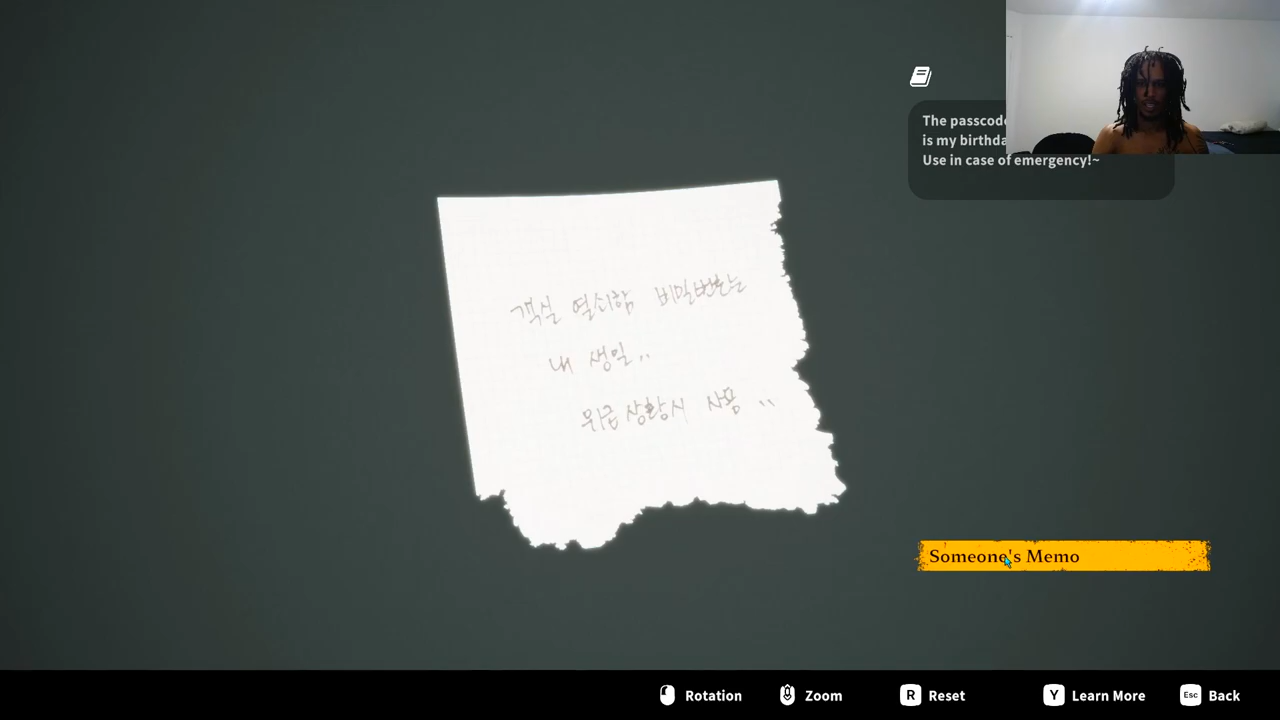 The passcode
is my birthda
Use in case of emergency!~
객실 열쇠함 비밀번호는
내 생일..
위급상황시 사용 ..
Someone's Memo
Rotation
Zoom
R Reset
Y Learn More
Esc Back